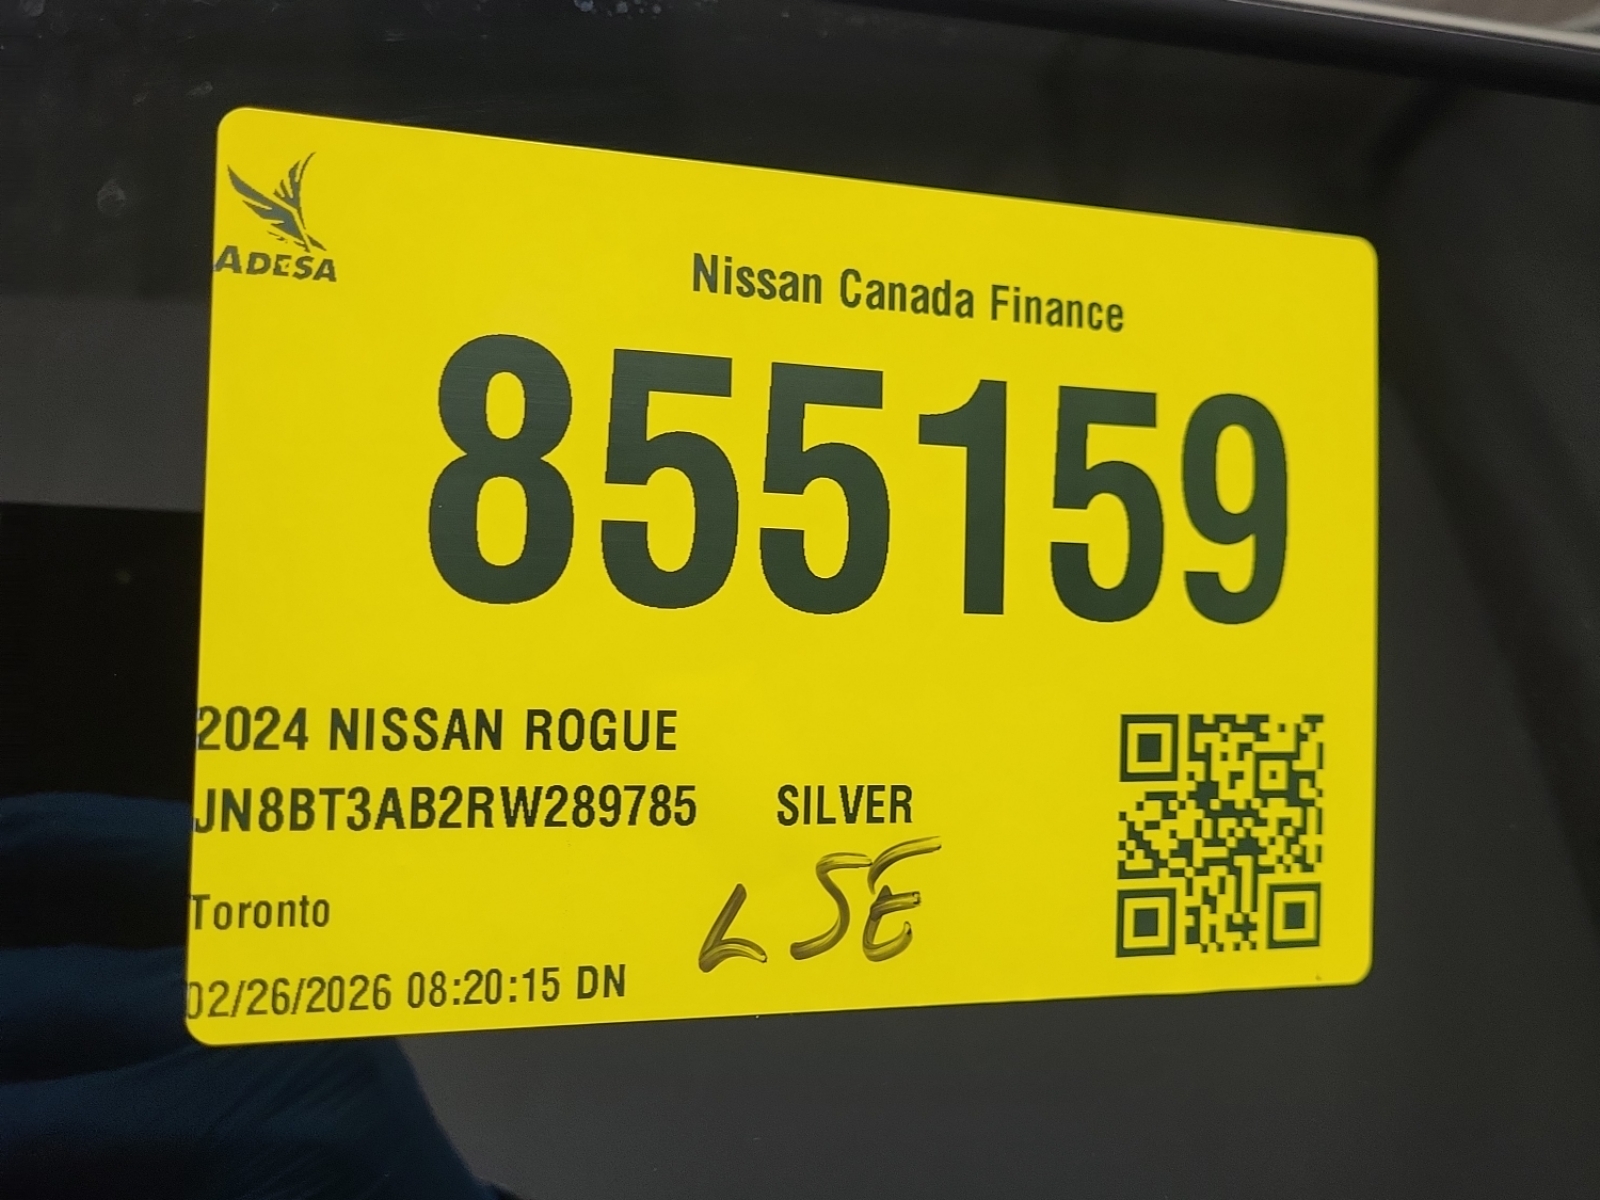 ADESA
Nissan Canada Finance
855159
2024 NISSAN ROGUE
JN8BT3AB2RW289785 SILVER
LSE
Toronto
02/26/2026 08:20:15 DN